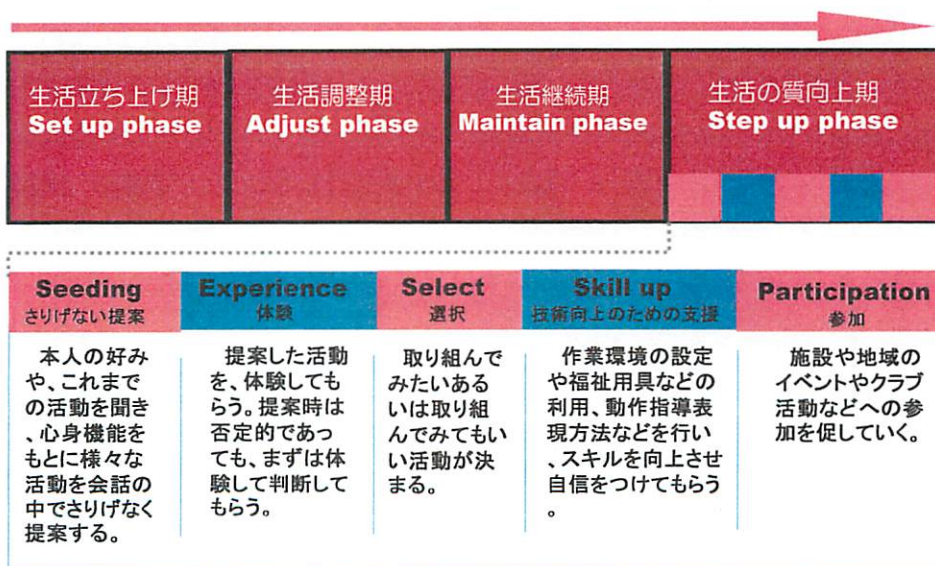 生活立ち上げ期
Set up phase
生活調整期
Adjust phase
生活継続期
Maintain phase
生活の質向上期
Step up phase
Seeding
さりげない提案
本人の好み
や、これまで
の活動を聞き
、心身機能を
もとに様々な
活動を会話の
中でさりげなく
提案する。
Experience
体験
提案した活動
を、体験しても
らう。提案時は
否定的であっ
ても、まずは体
験して判断して
もらう。
Select
選択
取り組んで
みたいある
いは取り組
んでみてもい
い活動が決
まる。
Skill up
技術向上のための支援
作業環境の設定
や福祉用具などの
利用、動作指導表
現方法などを行い
、スキルを向上させ
自信をつけてもらう
。
Participation
参加
施設や地域の
イベントやクラブ
活動などへの参
加を促していく。